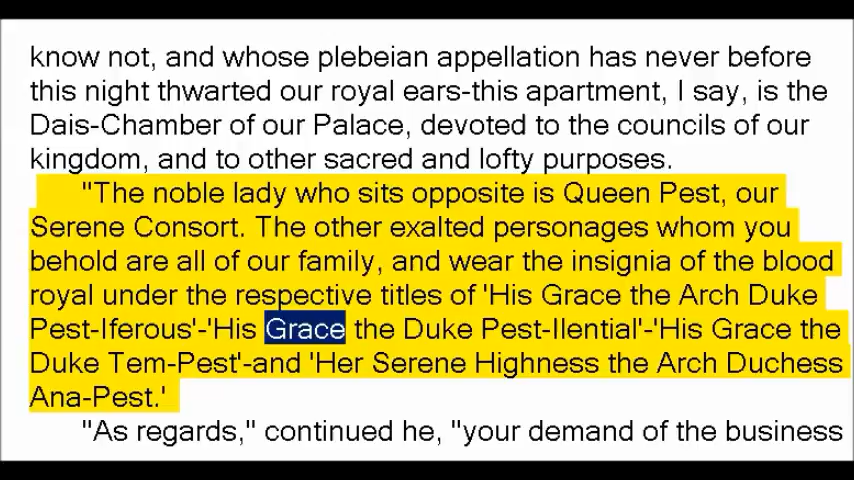 know not, and whose plebeian appellation has never before
this night thwarted our royal ears-this apartment, I say, is the
Dais-Chamber of our Palace, devoted to the councils of our
kingdom, and to other sacred and lofty purposes.
"The noble lady who sits opposite is Queen Pest, our
Serene Consort. The other exalted personages whom you
behold are all of our family, and wear the insignia of the blood
royal under the respective titles of 'His Grace the Arch Duke
Pest-Iferous'-'His Grace the Duke Pest-Ilential'-'His Grace the
Duke Tem-Pest'-and 'Her Serene Highness the Arch Duchess
Ana-Pest.'
"As regards," continued he, "your demand of the business